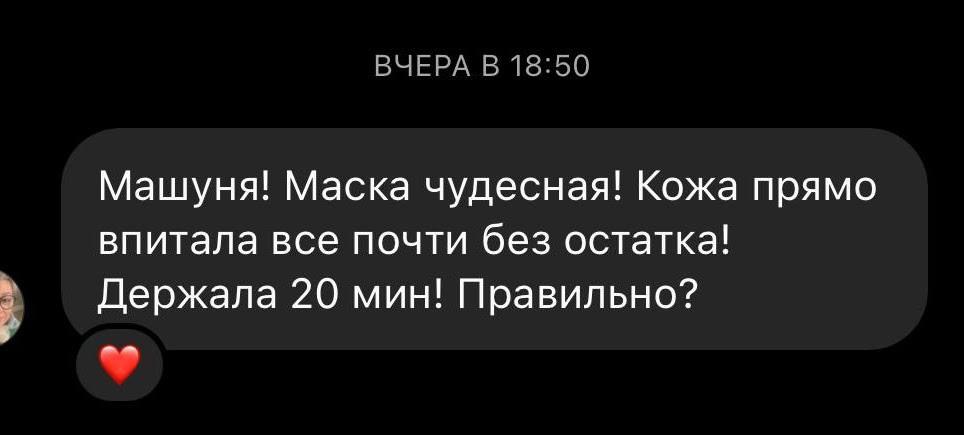 ВЧЕРА В 18:50
Машуня! Маска чудесная! Кожа прямо
впитала все почти без остатка!
Держала 20 мин! Правильно?